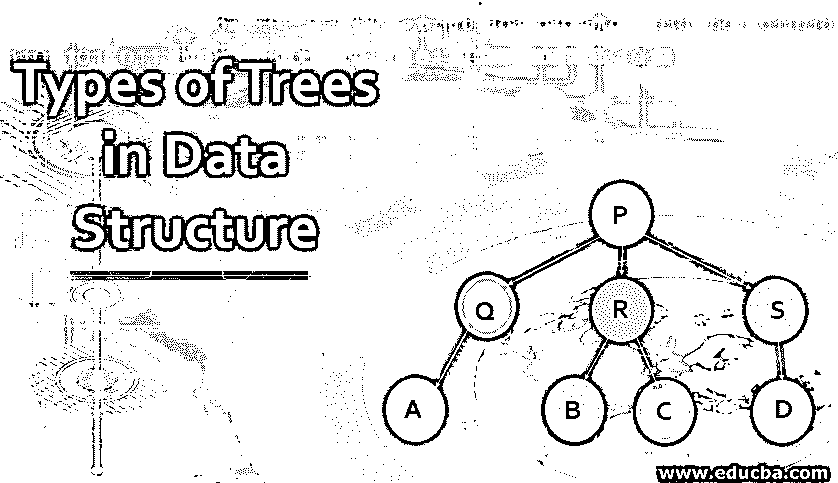 Types of Trees
in Data
Structure
P
Q
R
S
A
B
C
D
www.educba.com